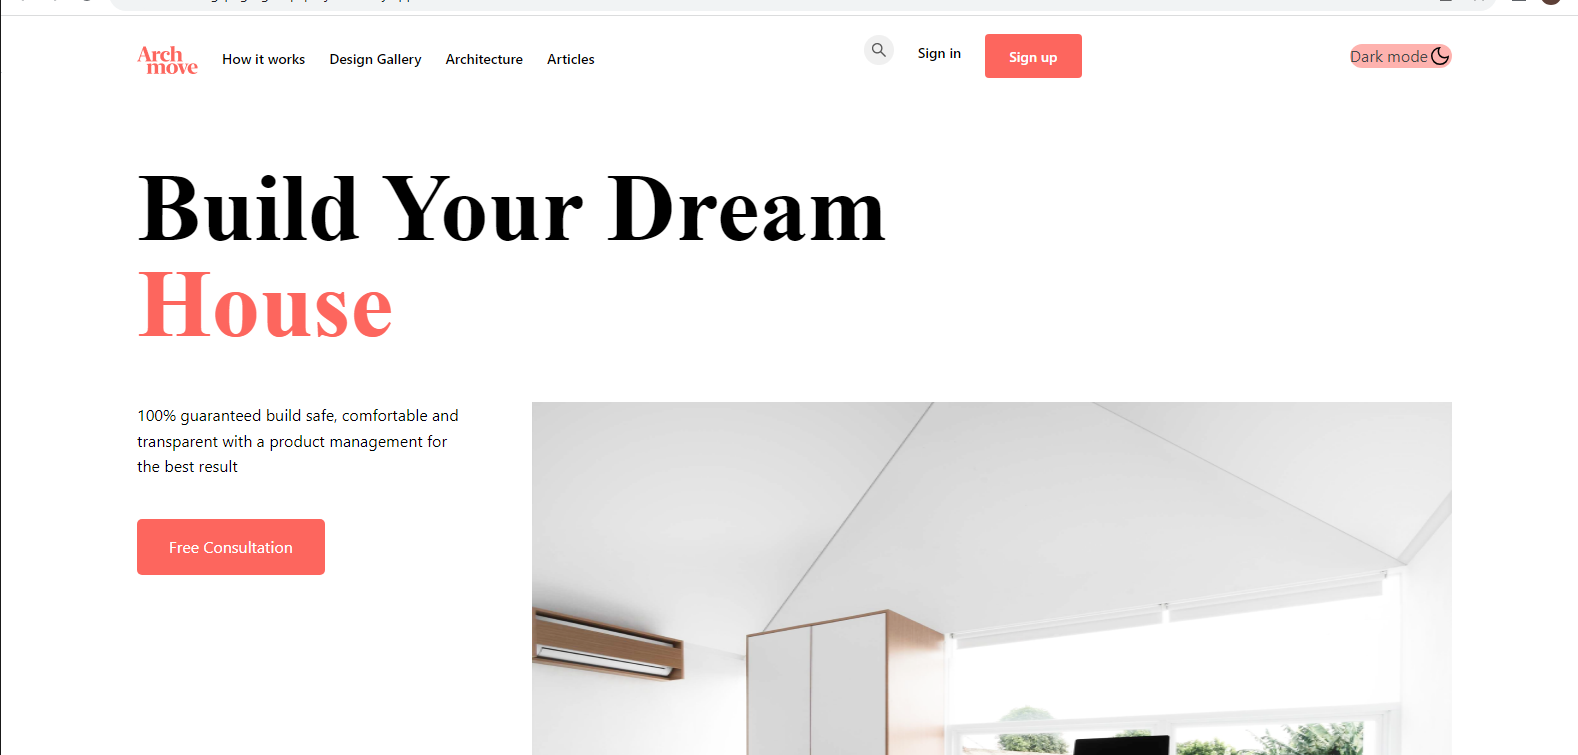 Arch
move
How it works
Design Gallery
Architecture
Articles
Sign in
Sign up
Dark mode
Build Your Dream
House
100% guaranteed build safe, comfortable and
transparent with a product management for
the best result
Free Consultation